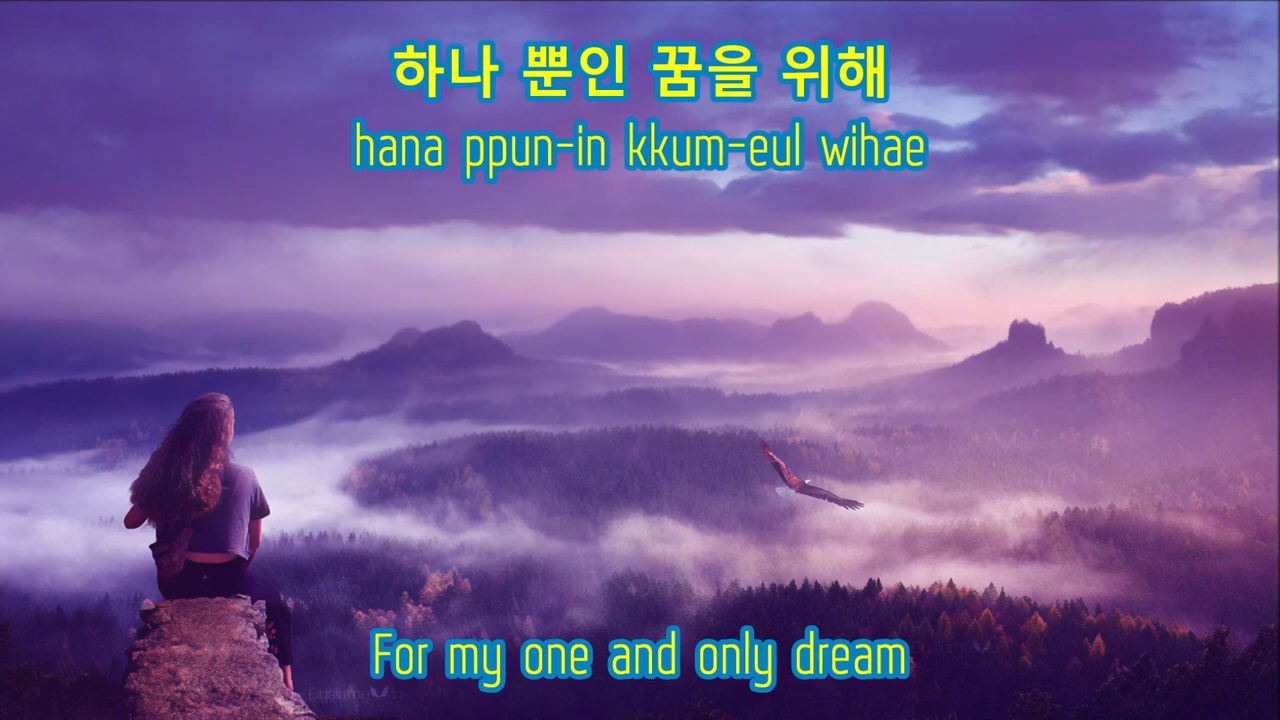 하나 뿐인 꿈을 위해
hana ppun-in kkum-eul wihae
For my one and only dream